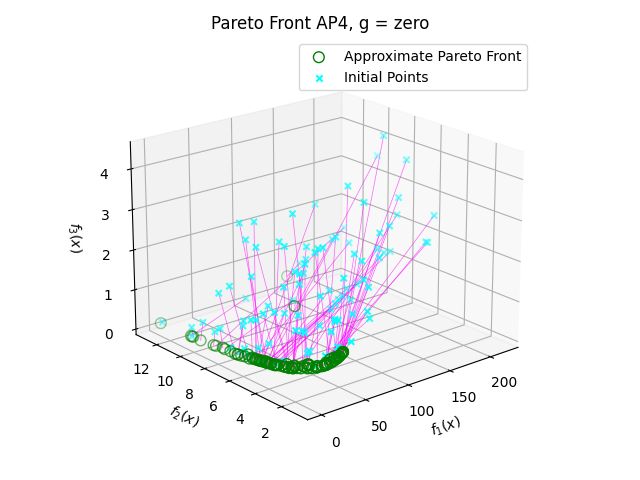 Pareto Front AP4, g = zero
Approximate Pareto Front
Initial Points
4
3
2
1
0
f₃(x)
12
10
8
6
4
2
f₂(x)
0
50
100
150
200
f₁(x)